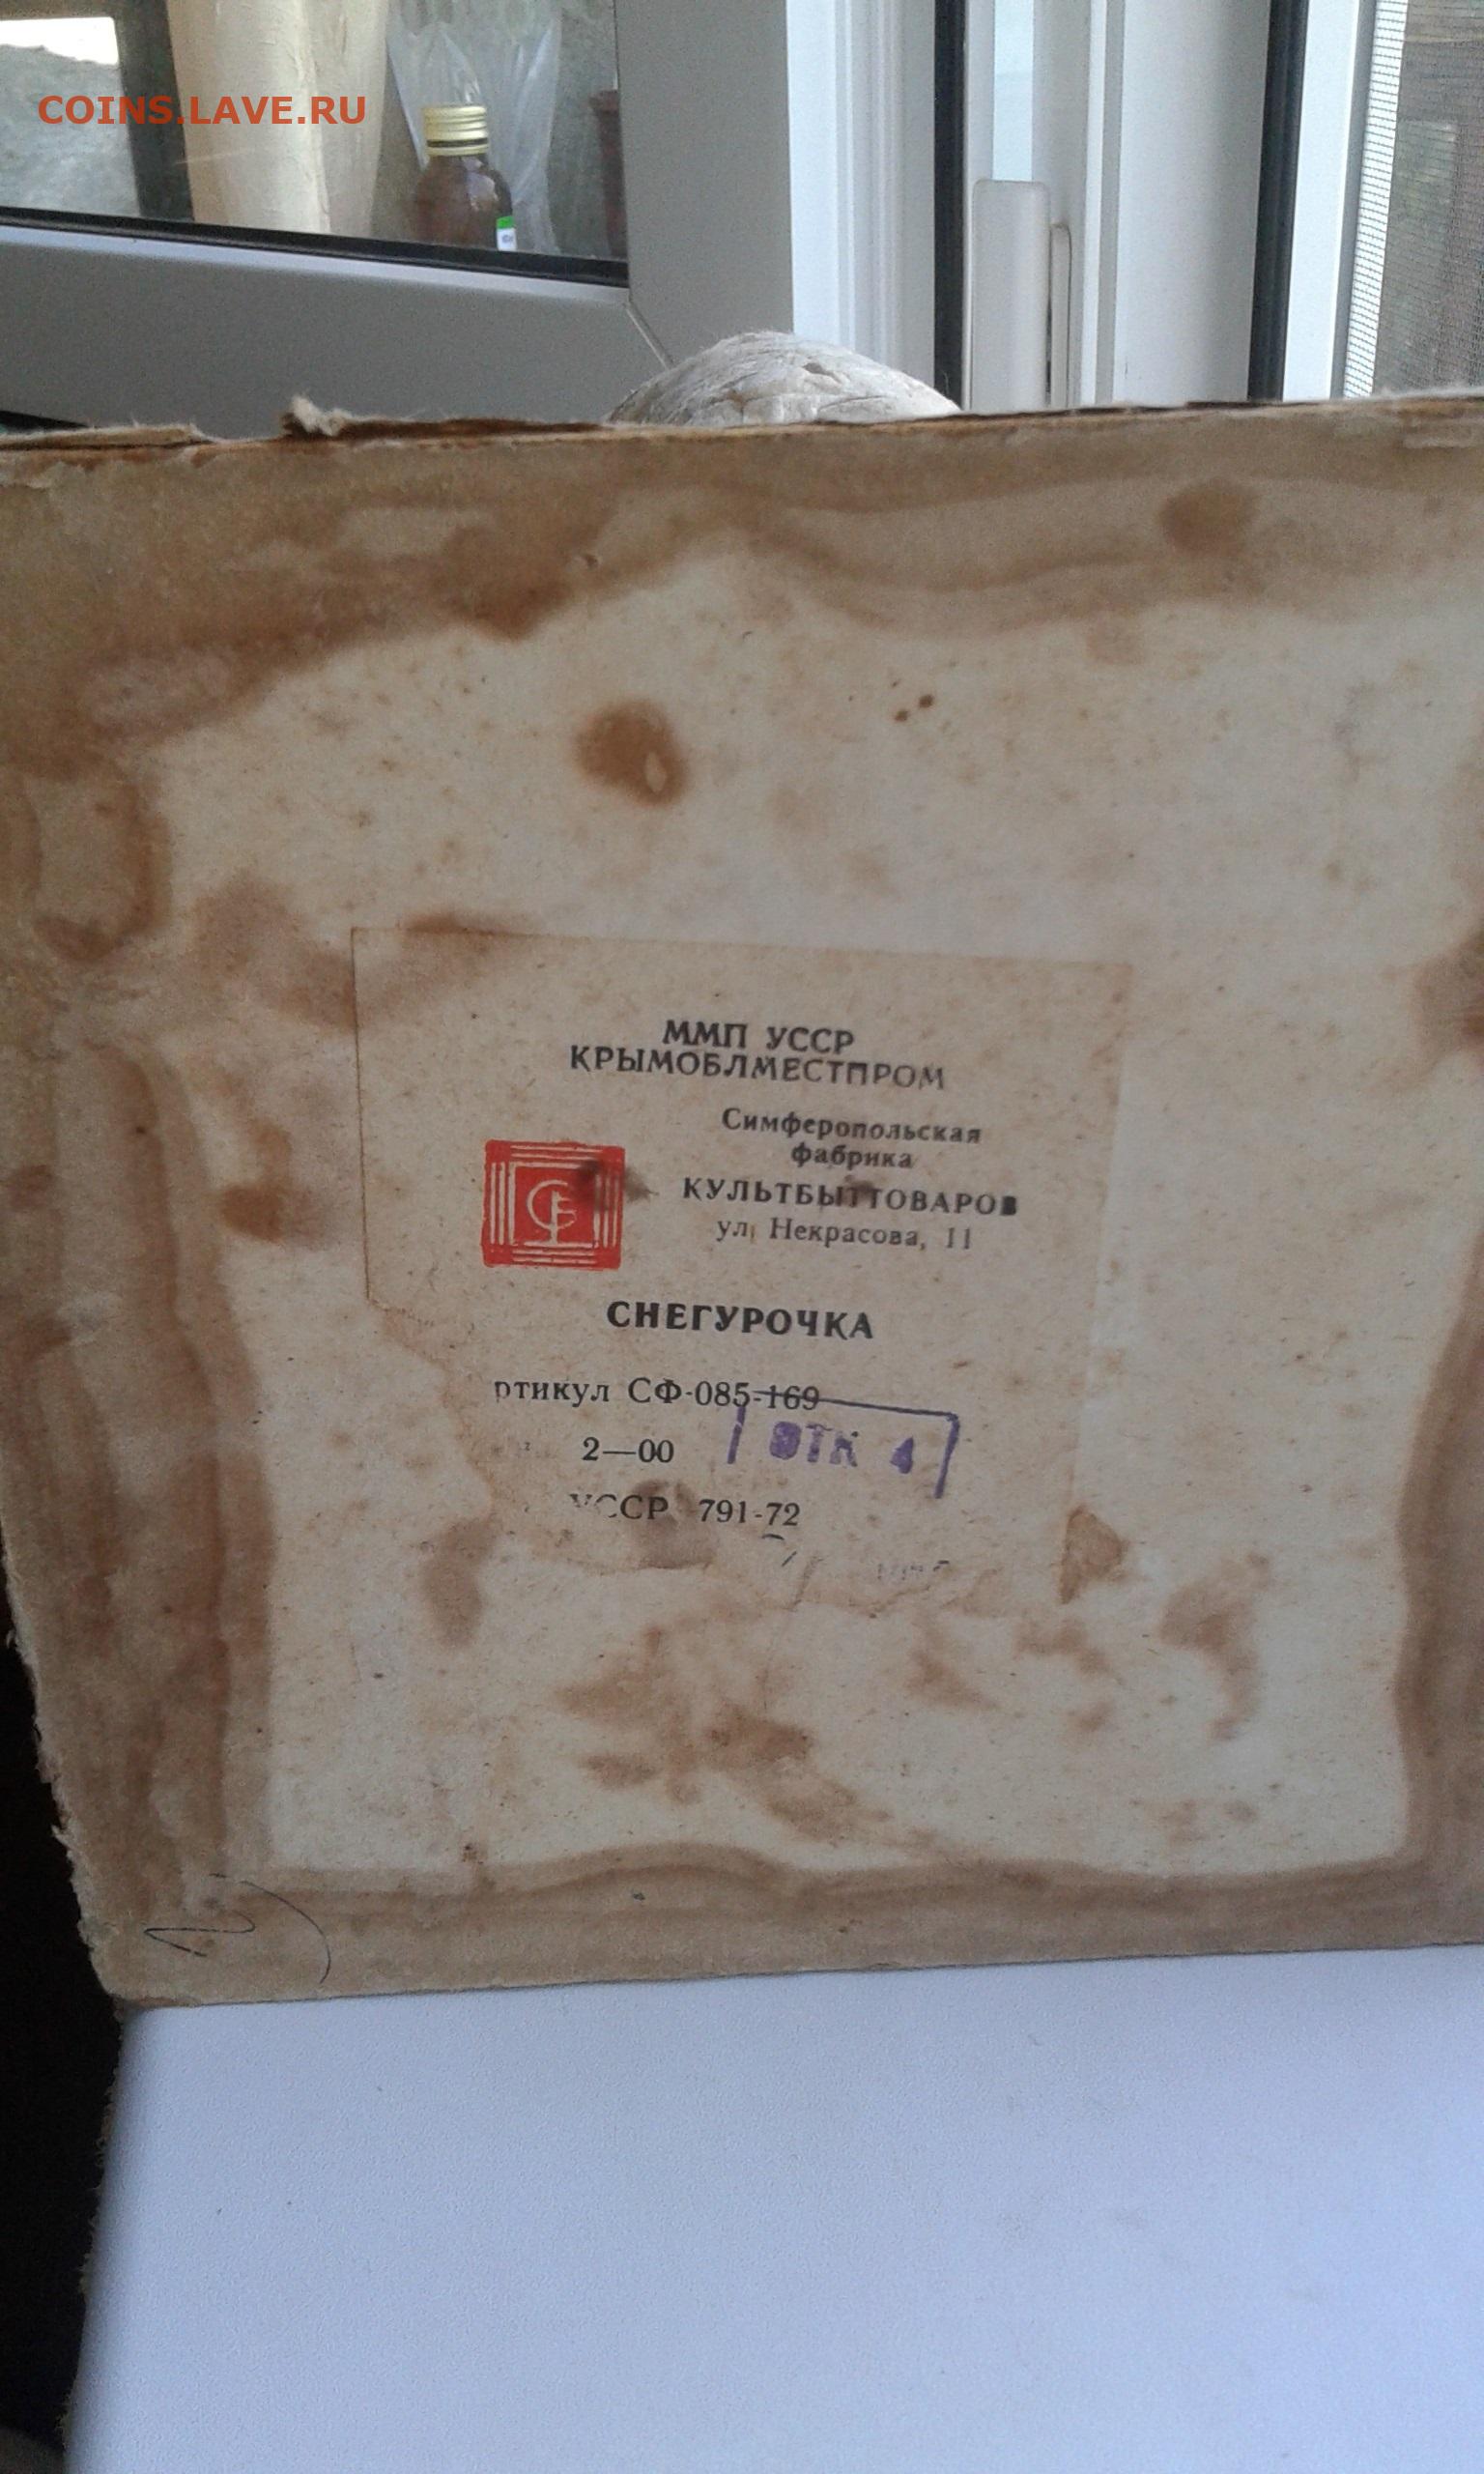 COINS.LAVE.RU
ММП УССР
КРЫМОБЛМЕСТПРОМ
Симферопольская
фабрика
КУЛЬТБЫТТОВАРОВ
ул. Некрасова, 11
СНЕГУРОЧКА
ртикул СФ-085-169
2—00
ОТК 4
УССР 791-72